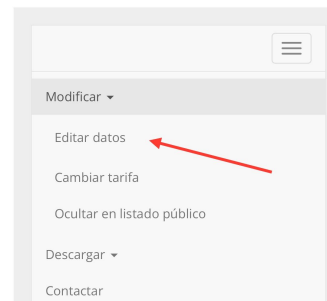 Modificar
Editar datos
Cambiar tarifa
Ocultar en listado público
Descargar
Contactar